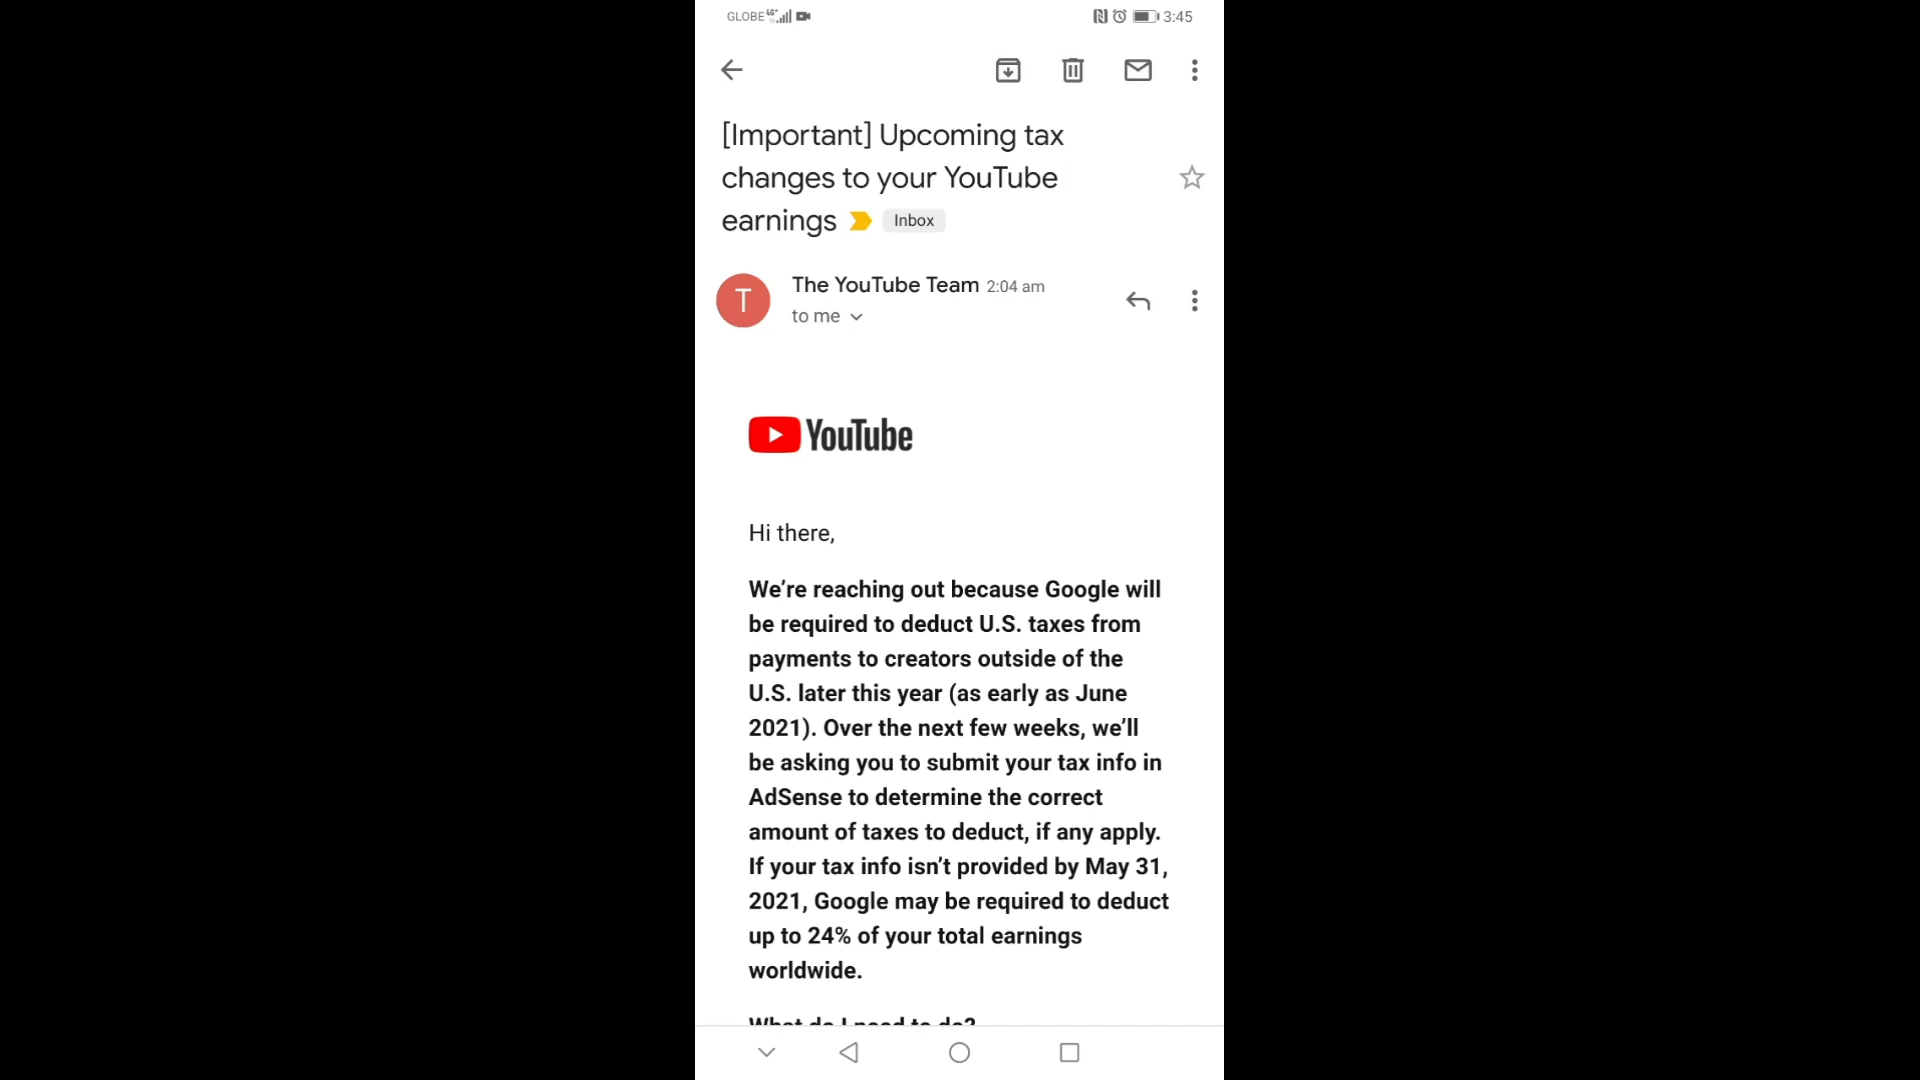 GLOBE 3:45
[Important] Upcoming tax
changes to your YouTube
earnings Inbox
T
The YouTube Team 2:04 am
to me
YouTube
Hi there,
We’re reaching out because Google will
be required to deduct U.S. taxes from
payments to creators outside of the
U.S. later this year (as early as June
2021). Over the next few weeks, we’ll
be asking you to submit your tax info in
AdSense to determine the correct
amount of taxes to deduct, if any apply.
If your tax info isn’t provided by May 31,
2021, Google may be required to deduct
up to 24% of your total earnings
worldwide.
What do I need to do?